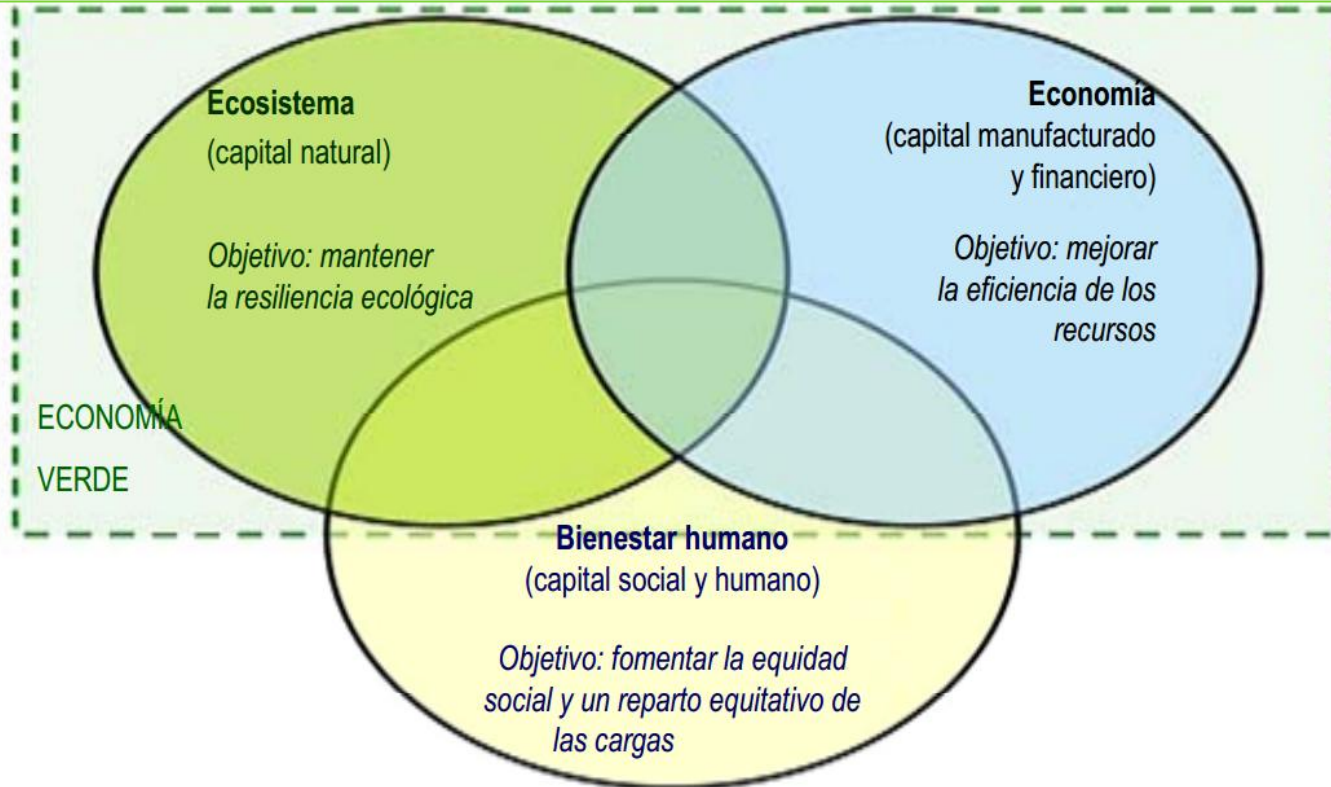 Ecosistema
(capital natural)
Objetivo: mantener
la resiliencia ecológica
Economía
(capital manufacturado
y financiero)
Objetivo: mejorar
la eficiencia de los
recursos
ECONOMÍA
VERDE
Bienestar humano
(capital social y humano)
Objetivo: fomentar la equidad
social y un reparto equitativo de
las cargas